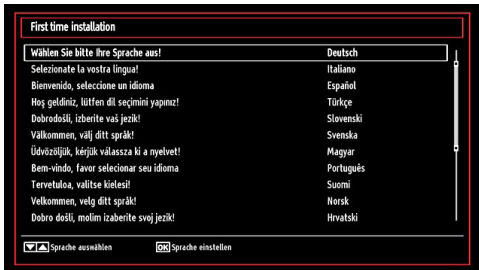 First time installation
Wählen Sie bitte Ihre Sprache aus! Deutsch
Selezionate la vostra lingua! Italiano
Bienvenido, seleccione un idioma Español
Hoş geldiniz, lütfen dil seçimini yapınız! Türkçe
Dobrodošli, izberite vaš jezik! Slovenski
Välkommen, välj ditt språk! Svenska
Üdvözöljük, kérjük válassza ki a nyelvet! Magyar
Bem-vindo, favor selecionar seu idioma Português
Tervetuloa, valitse kielesi! Suomi
Velkommen, velg ditt språk! Norsk
Dobro došli, molim izaberite svoj jezik! Hrvatski
Sprache auswählen OK Sprache einstellen